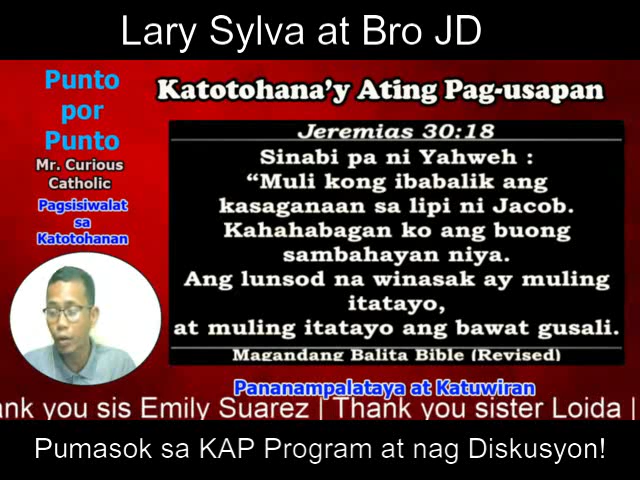 Lary Sylva at Bro JD
Punto
por
Punto
Mr. Curious
Catholic
Pagsisiwalat
sa
Katotohanan
Katotohana'y Ating Pag-usapan
Jeremias 30:18
Sinabi pa ni Yahweh :
“Muli kong ibabalik ang
kasaganaan sa lipi ni Jacob.
Kahahabagan ko ang buong
sambahayan niya.
Ang lunsod na winasak ay muling
itatayo,
at muling itatayo ang bawat gusali.
Magandang Balita Bible (Revised)
Pananampalataya at Katuwiran
ank you sis Emily Suarez | Thank you sister Loida |
Pumasok sa KAP Program at nag Diskusyon!